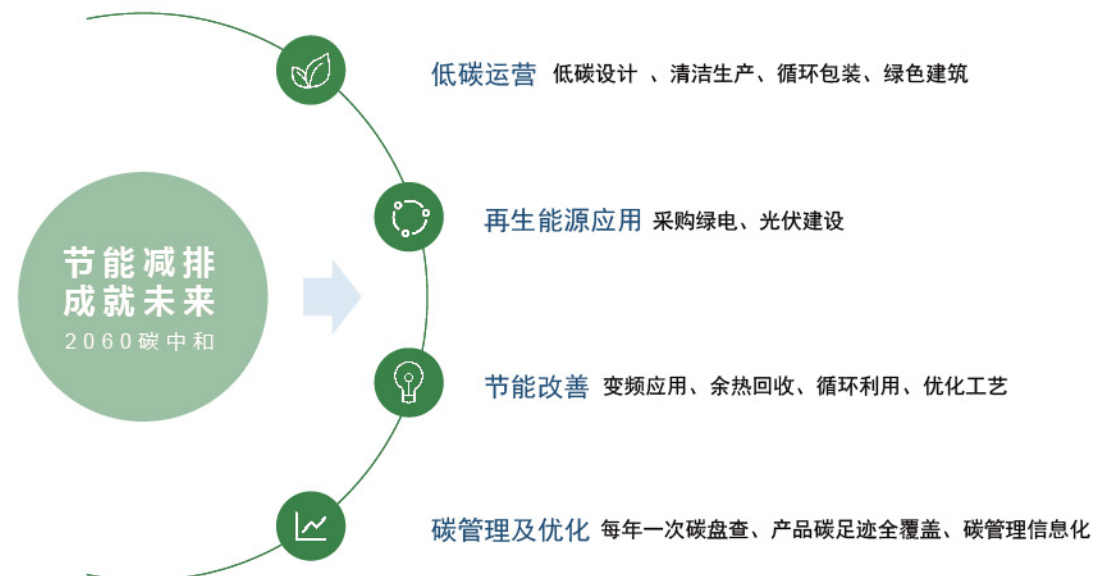 低碳运营 低碳设计 、清洁生产、循环包装、绿色建筑
再生能源应用 采购绿电、光伏建设
节能减排
成就未来
2060碳中和
节能改善 变频应用、余热回收、循环利用、优化工艺
碳管理及优化 每年一次碳盘查、产品碳足迹全覆盖、碳管理信息化